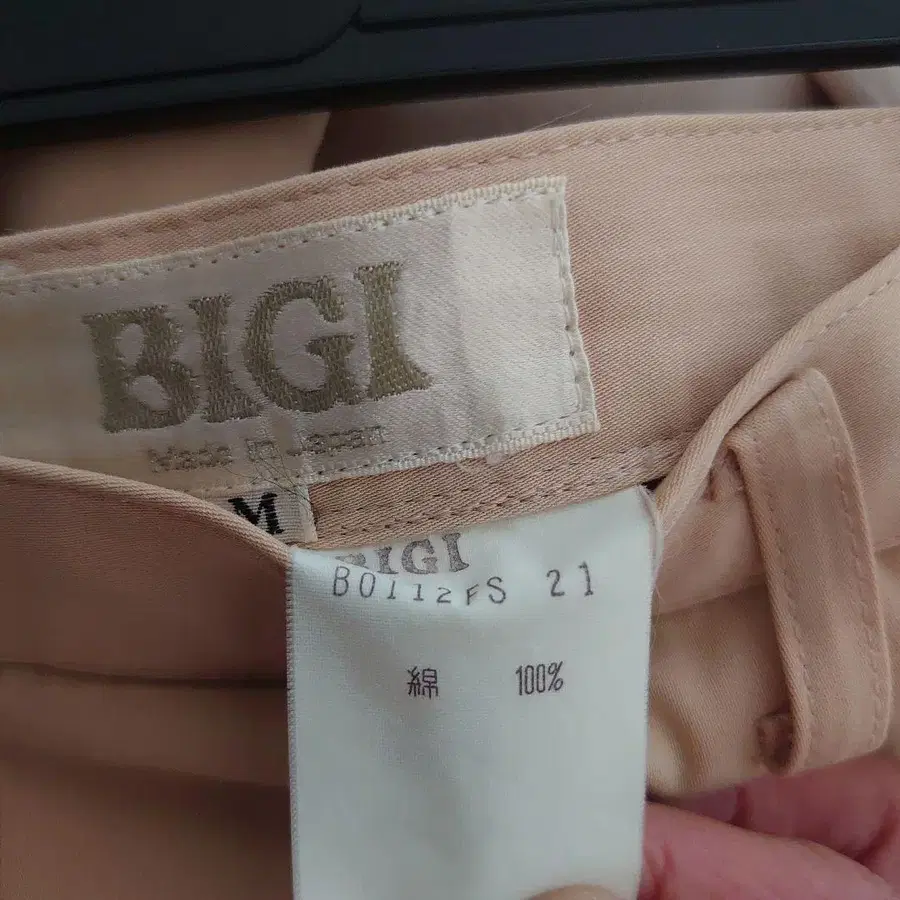 BIGI
Made in Japan
M
BIGI
B0112FS 21
綿 100%